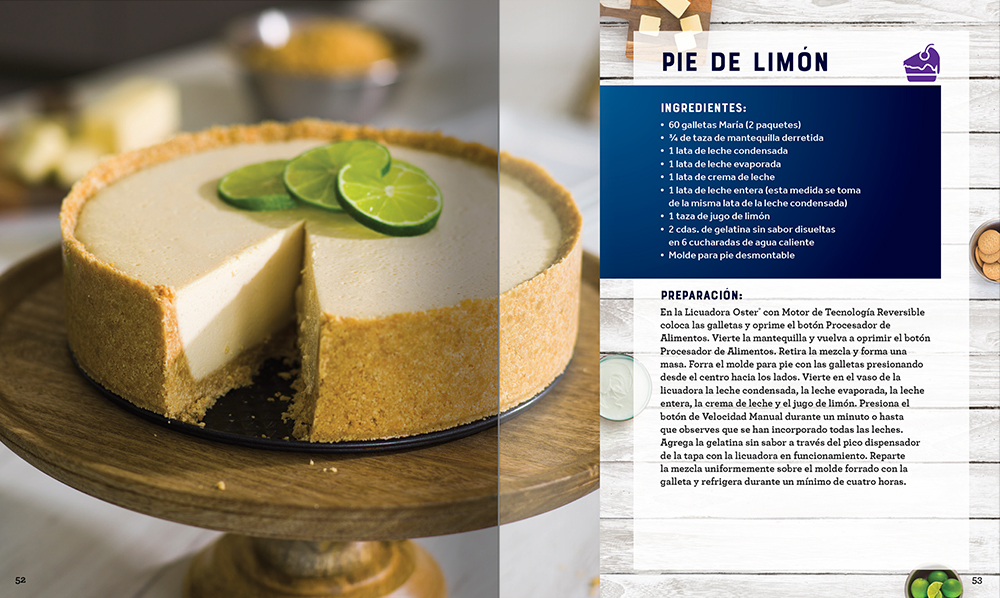 PIE DE LIMÓN
INGREDIENTES:
• 60 galletas María (2 paquetes)
• ¾ de taza de mantequilla derretida
• 1 lata de leche condensada
• 1 lata de leche evaporada
• 1 lata de crema de leche
• 1 lata de leche entera (esta medida se toma
de la misma lata de la leche condensada)
• 1 taza de jugo de limón
• 2 cdas. de gelatina sin sabor disueltas
en 6 cucharadas de agua caliente
• Molde para pie desmontable
PREPARACIÓN:
En la Licuadora Oster® con Motor de Tecnología Reversible
coloca las galletas y oprime el botón Procesador de
Alimentos. Vierte la mantequilla y vuelva a oprimir el botón
Procesador de Alimentos. Retira la mezcla y forma una
masa. Forra el molde para pie con las galletas presionando
desde el centro hacia los lados. Vierte en el vaso de la
licuadora la leche condensada, la leche evaporada, la leche
entera, la crema de leche y el jugo de limón. Presiona el
botón de Velocidad Manual durante un minuto o hasta
que observes que se han incorporado todas las leches.
Agrega la gelatina sin sabor a través del pico dispensador
de la tapa con la licuadora en funcionamiento. Reparte
la mezcla uniformemente sobre el molde forrado con la
galleta y refrigera durante un mínimo de cuatro horas.
52
53